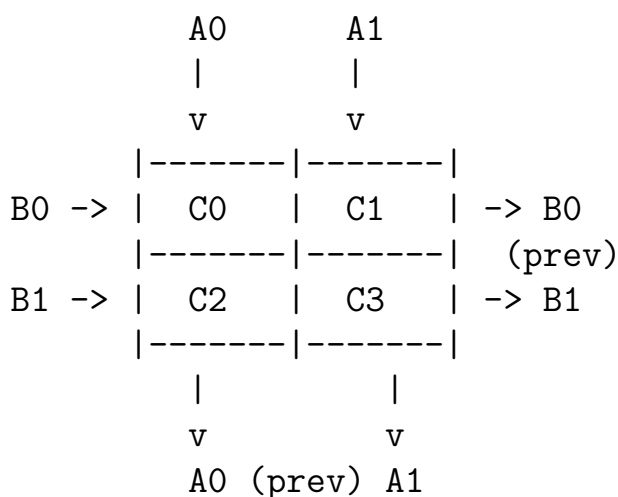 A0 A1
| |
v v
|-------|-------|
B0 -> | C0 | C1 | -> B0
|-------|-------| (prev)
B1 -> | C2 | C3 | -> B1
|-------|-------|
| |
v v
A0 (prev) A1